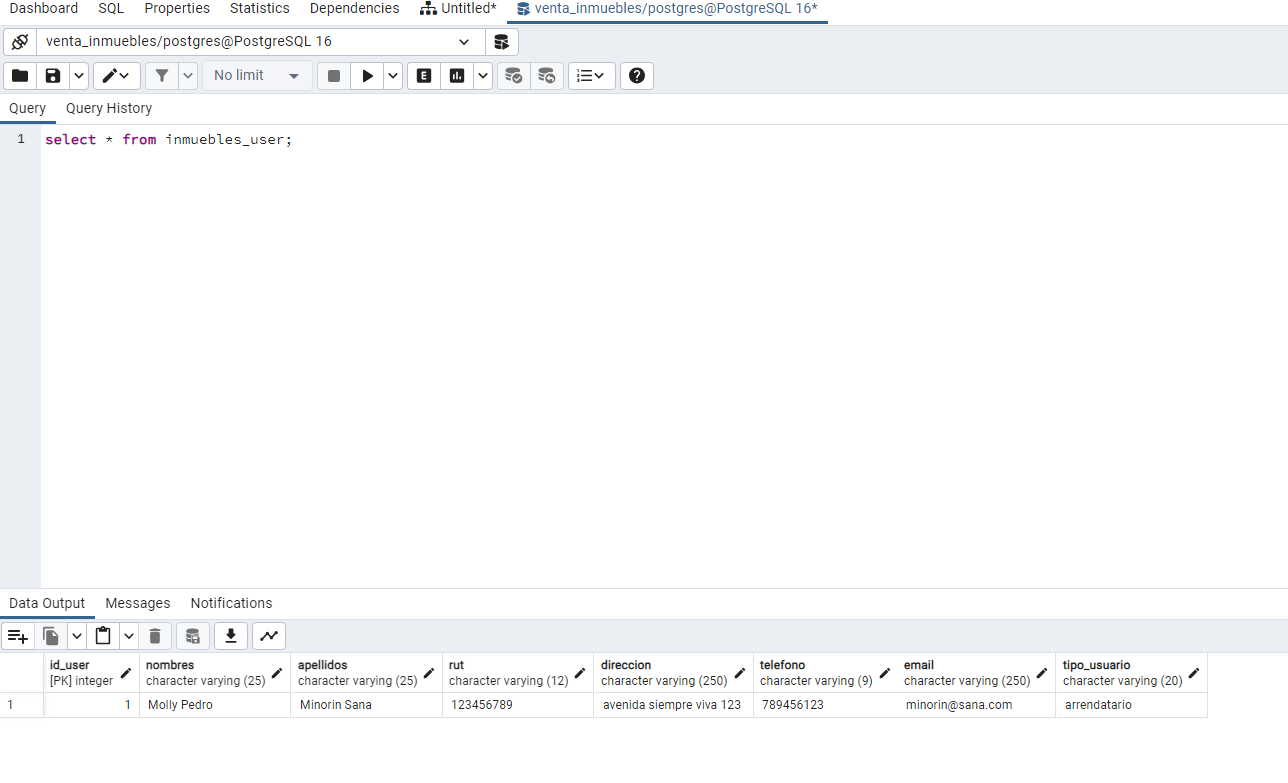 Dashboard SQL Properties Statistics Dependencies Untitled* venta_inmuebles/postgres@PostgreSQL 16*
venta_inmuebles/postgres@PostgreSQL 16
No limit E ?
Query Query History
1 select * from inmuebles_user;
Data Output Messages Notifications
id_user nombres apellidos rut direccion telefono email tipo_usuario
[PK] integer character varying (25) character varying (25) character varying (12) character varying (250) character varying (9) character varying (250) character varying (20)
1 1 Molly Pedro Minorin Sana 123456789 avenida siempre viva 123 789456123 minorin@sana.com arrendatario